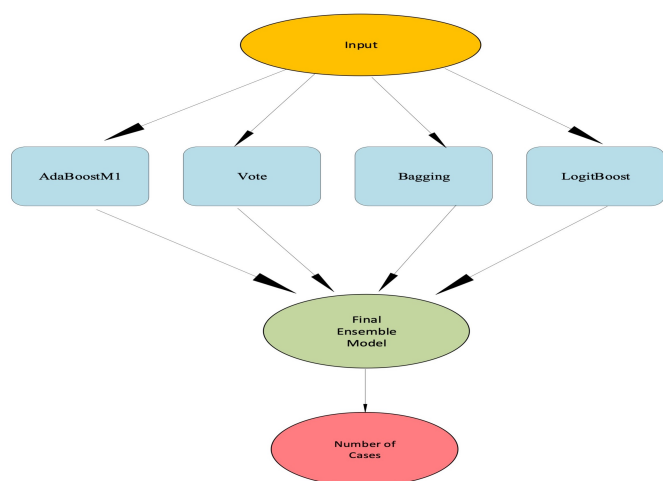 Input
AdaBoostM1
Vote
Bagging
LogitBoost
Final
Ensemble
Model
Number of
Cases